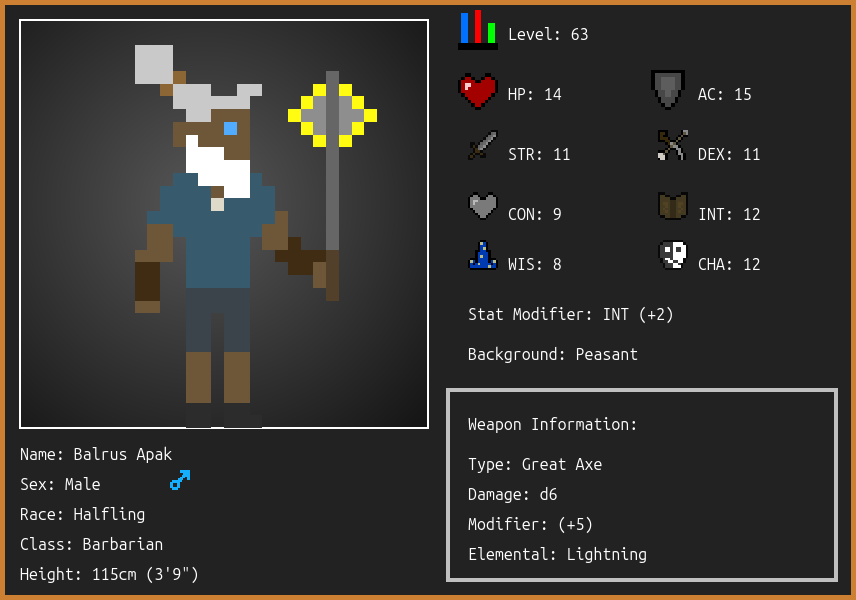 Level: 63
HP: 14
AC: 15
STR: 11
DEX: 11
CON: 9
INT: 12
WIS: 8
CHA: 12
Stat Modifier: INT (+2)
Background: Peasant
Weapon Information:
Type: Great Axe
Damage: d6
Modifier: (+5)
Elemental: Lightning
Name: Balrus Apak
Sex: Male
Race: Halfling
Class: Barbarian
Height: 115cm (3'9")